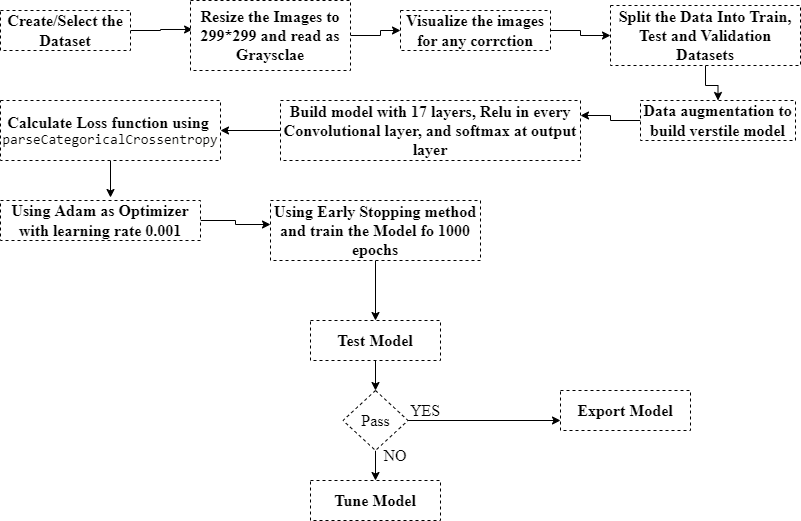 Create/Select the
Dataset
Resize the Images to
299*299 and read as
Graysclae
Visualize the images
for any corrction
Split the Data Into Train,
Test and Validation
Datasets
Data augmentation to
build verstile model
Build model with 17 layers, Relu in every
Convolutional layer, and softmax at output
layer
Calculate Loss function using
parseCategoricalCrossentropy
Using Adam as Optimizer
with learning rate 0.001
Using Early Stopping method
and train the Model fo 1000
epochs
Test Model
Pass
YES
Export Model
NO
Tune Model